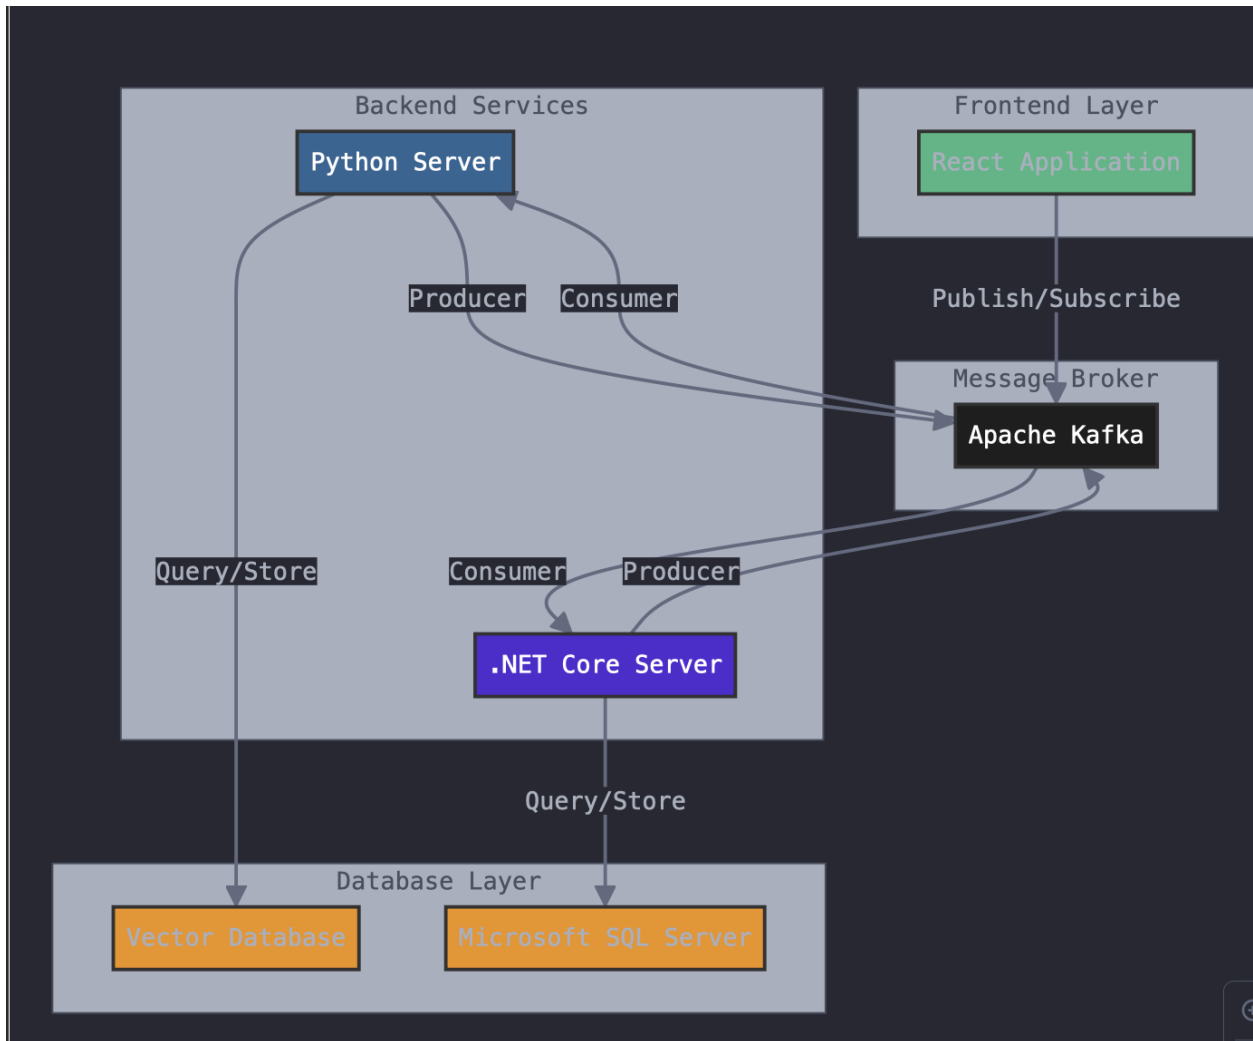 Backend Services
Frontend Layer
Python Server
React Application
Producer
Consumer
Publish/Subscribe
Message Broker
Apache Kafka
Query/Store
Consumer
Producer
.NET Core Server
Query/Store
Database Layer
Vector Database
Microsoft SQL Server